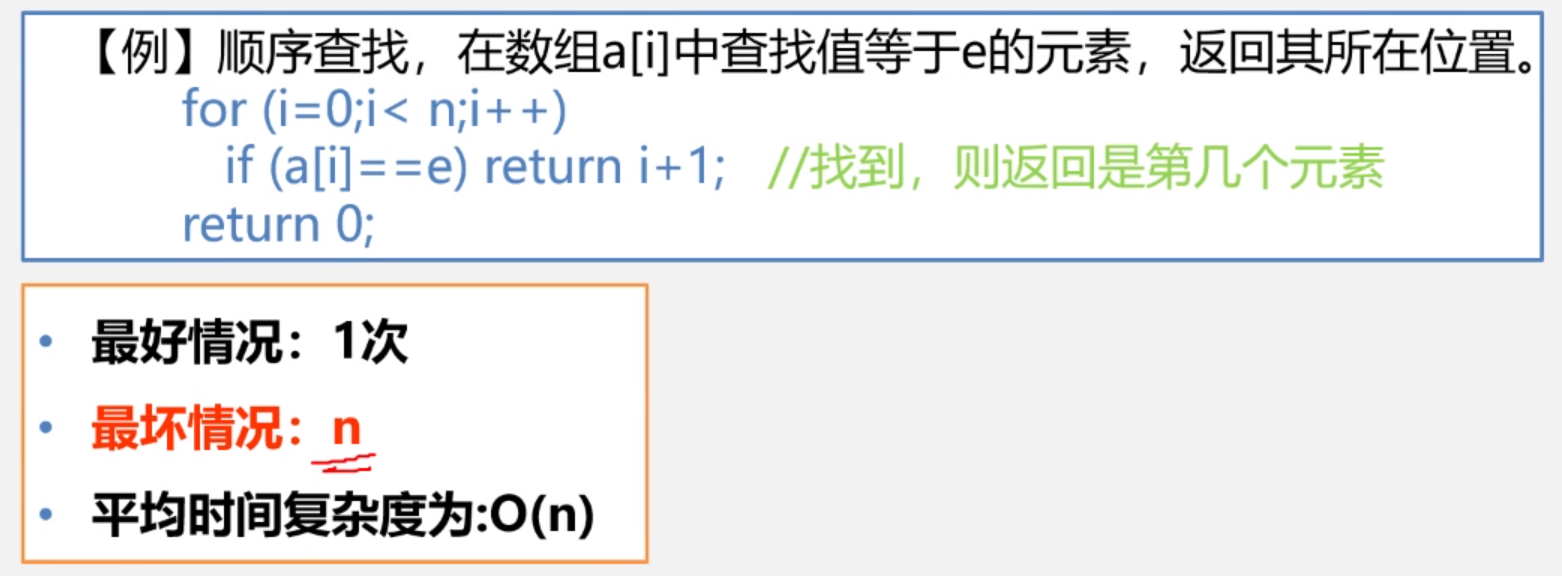 【例】顺序查找，在数组a[i]中查找值等于e的元素，返回其所在位置。
for (i=0;i< n;i++)
if (a[i]==e) return i+1; //找到，则返回是第几个元素
return 0;
• 最好情况：1次
• 最坏情况：n
• 平均时间复杂度为:O(n)